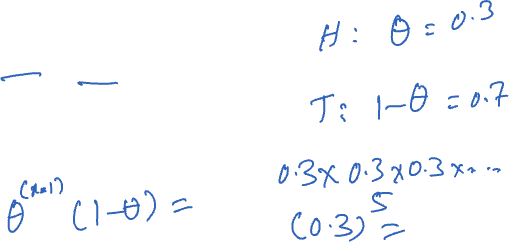 H: θ = 0.3
T: 1-θ = 0.7
0.3 x 0.3 x 0.3 x ....
(0.3)^5 =
θ^(x=1) (1-θ) =